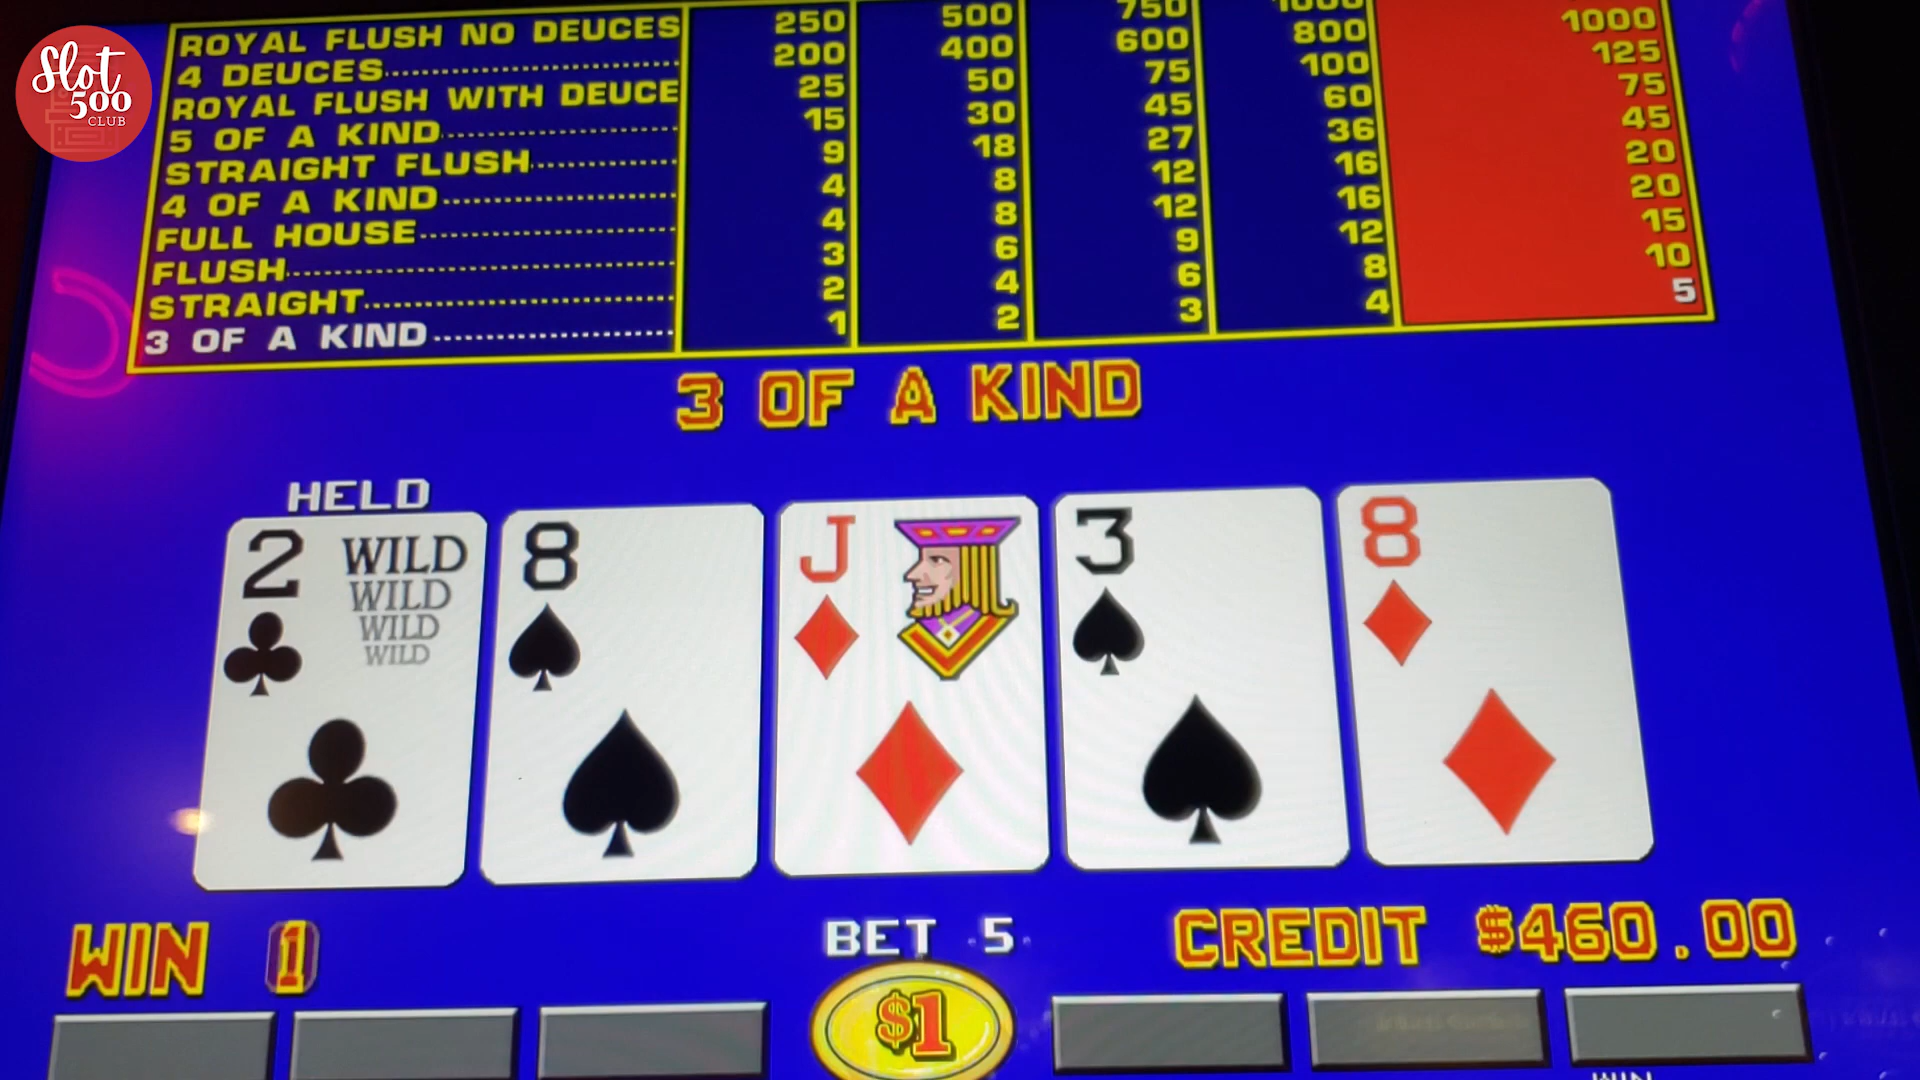 Slot
500
CLUB
ROYAL FLUSH NO DEUCES 250 500 750 1000
4 DEUCES 200 400 600 800 1000
ROYAL FLUSH WITH DEUCE 25 50 75 100 125
5 OF A KIND 15 30 45 60 75
STRAIGHT FLUSH 9 18 27 36 45
4 OF A KIND 4 8 12 16 20
FULL HOUSE 4 8 12 16 20
FLUSH 3 6 9 12 15
STRAIGHT 2 4 6 8 10
3 OF A KIND 1 2 3 4 5
3 OF A KIND
HELD
2 WILD 8 J 3 8
WILD
WILD
WILD
WIN 1 BET 5 CREDIT $460.00
$1
WIN